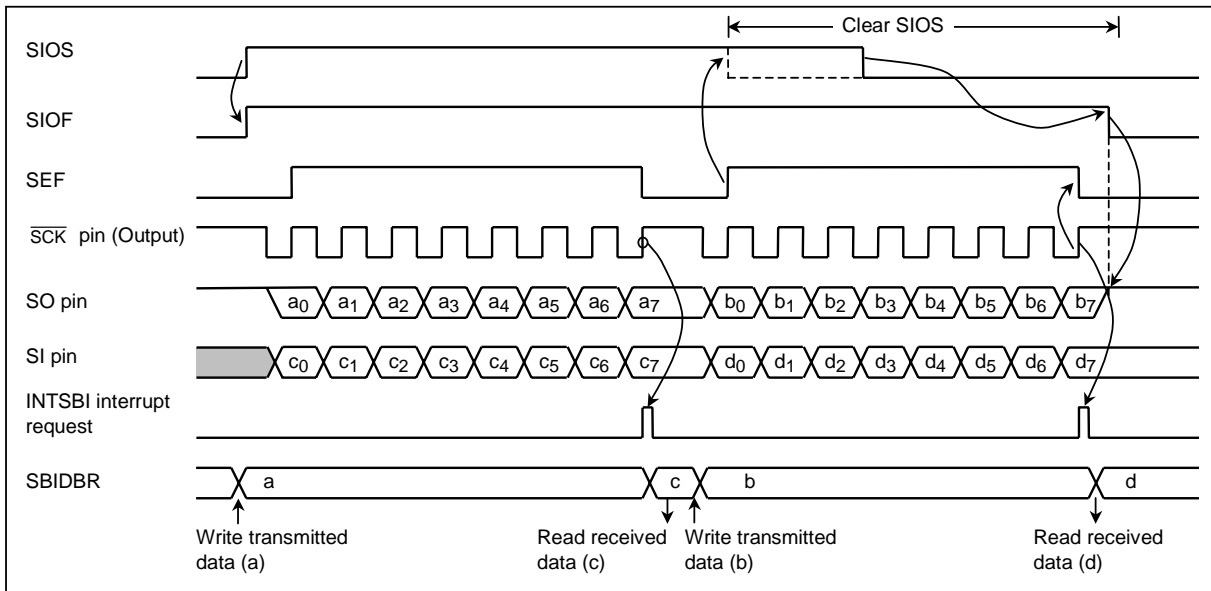 Clear SIOS
SIOS
SIOF
SEF
SCK pin (Output)
SO pin
a0 a1 a2 a3 a4 a5 a6 a7 b0 b1 b2 b3 b4 b5 b6 b7
SI pin
c0 c1 c2 c3 c4 c5 c6 c7 d0 d1 d2 d3 d4 d5 d6 d7
INTSBI interrupt
request
SBIDBR
a c b d
Write transmitted
data (a)
Read received
data (c)
Write transmitted
data (b)
Read received
data (d)